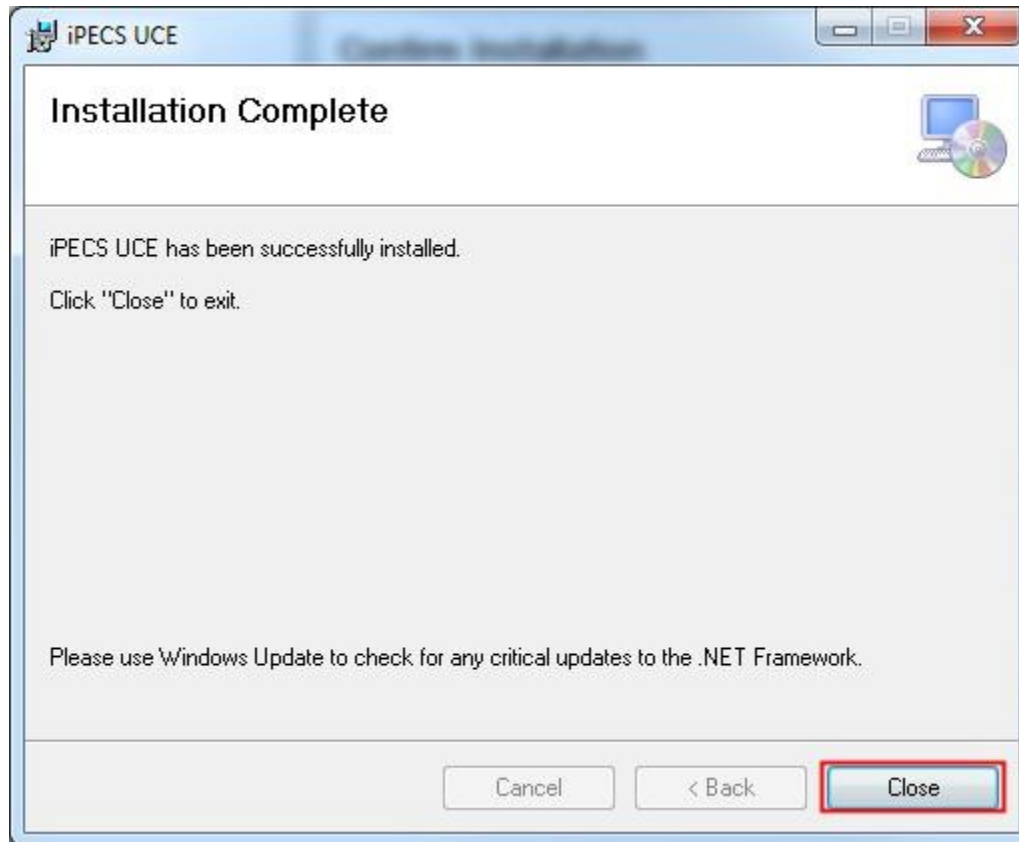 iPECS UCE
Installation Complete
iPECS UCE has been successfully installed.
Click "Close" to exit.
Please use Windows Update to check for any critical updates to the .NET Framework.
Cancel
< Back
Close